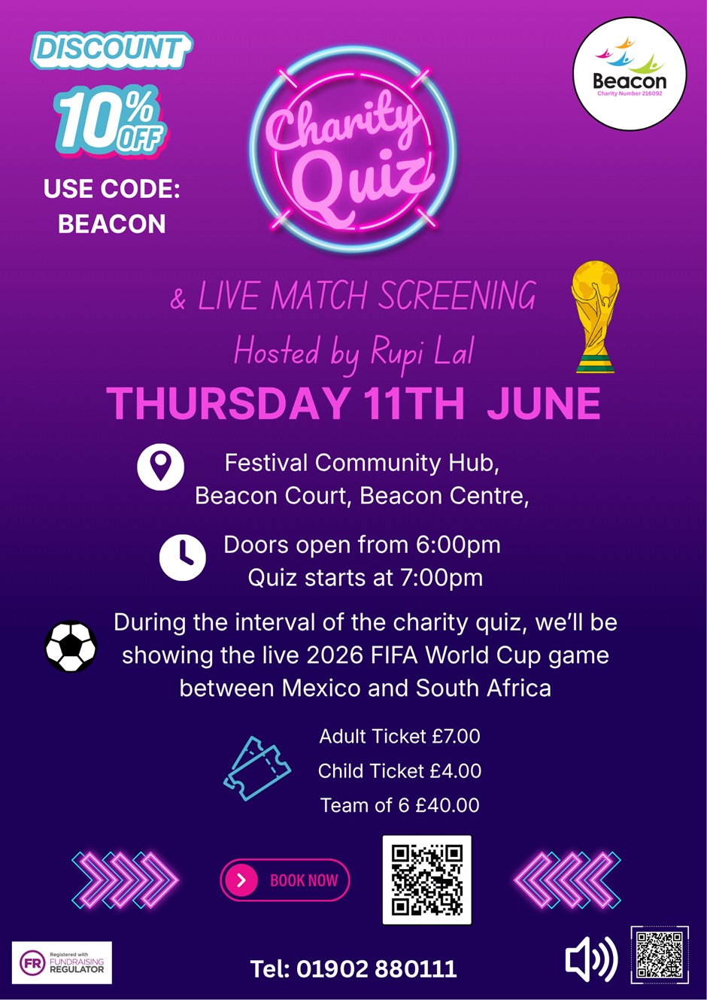 DISCOUNT
10% OFF
USE CODE:
BEACON
Charity
Quiz
Beacon
Charity Number 216092
& LIVE MATCH SCREENING
Hosted by Rupi Lal
THURSDAY 11TH JUNE
Festival Community Hub,
Beacon Court, Beacon Centre,
Doors open from 6:00pm
Quiz starts at 7:00pm
During the interval of the charity quiz, we’ll be
showing the live 2026 FIFA World Cup game
between Mexico and South Africa
Adult Ticket £7.00
Child Ticket £4.00
Team of 6 £40.00
BOOK NOW
FR
Registered with
FUNDRAISING
REGULATOR
Tel: 01902 880111